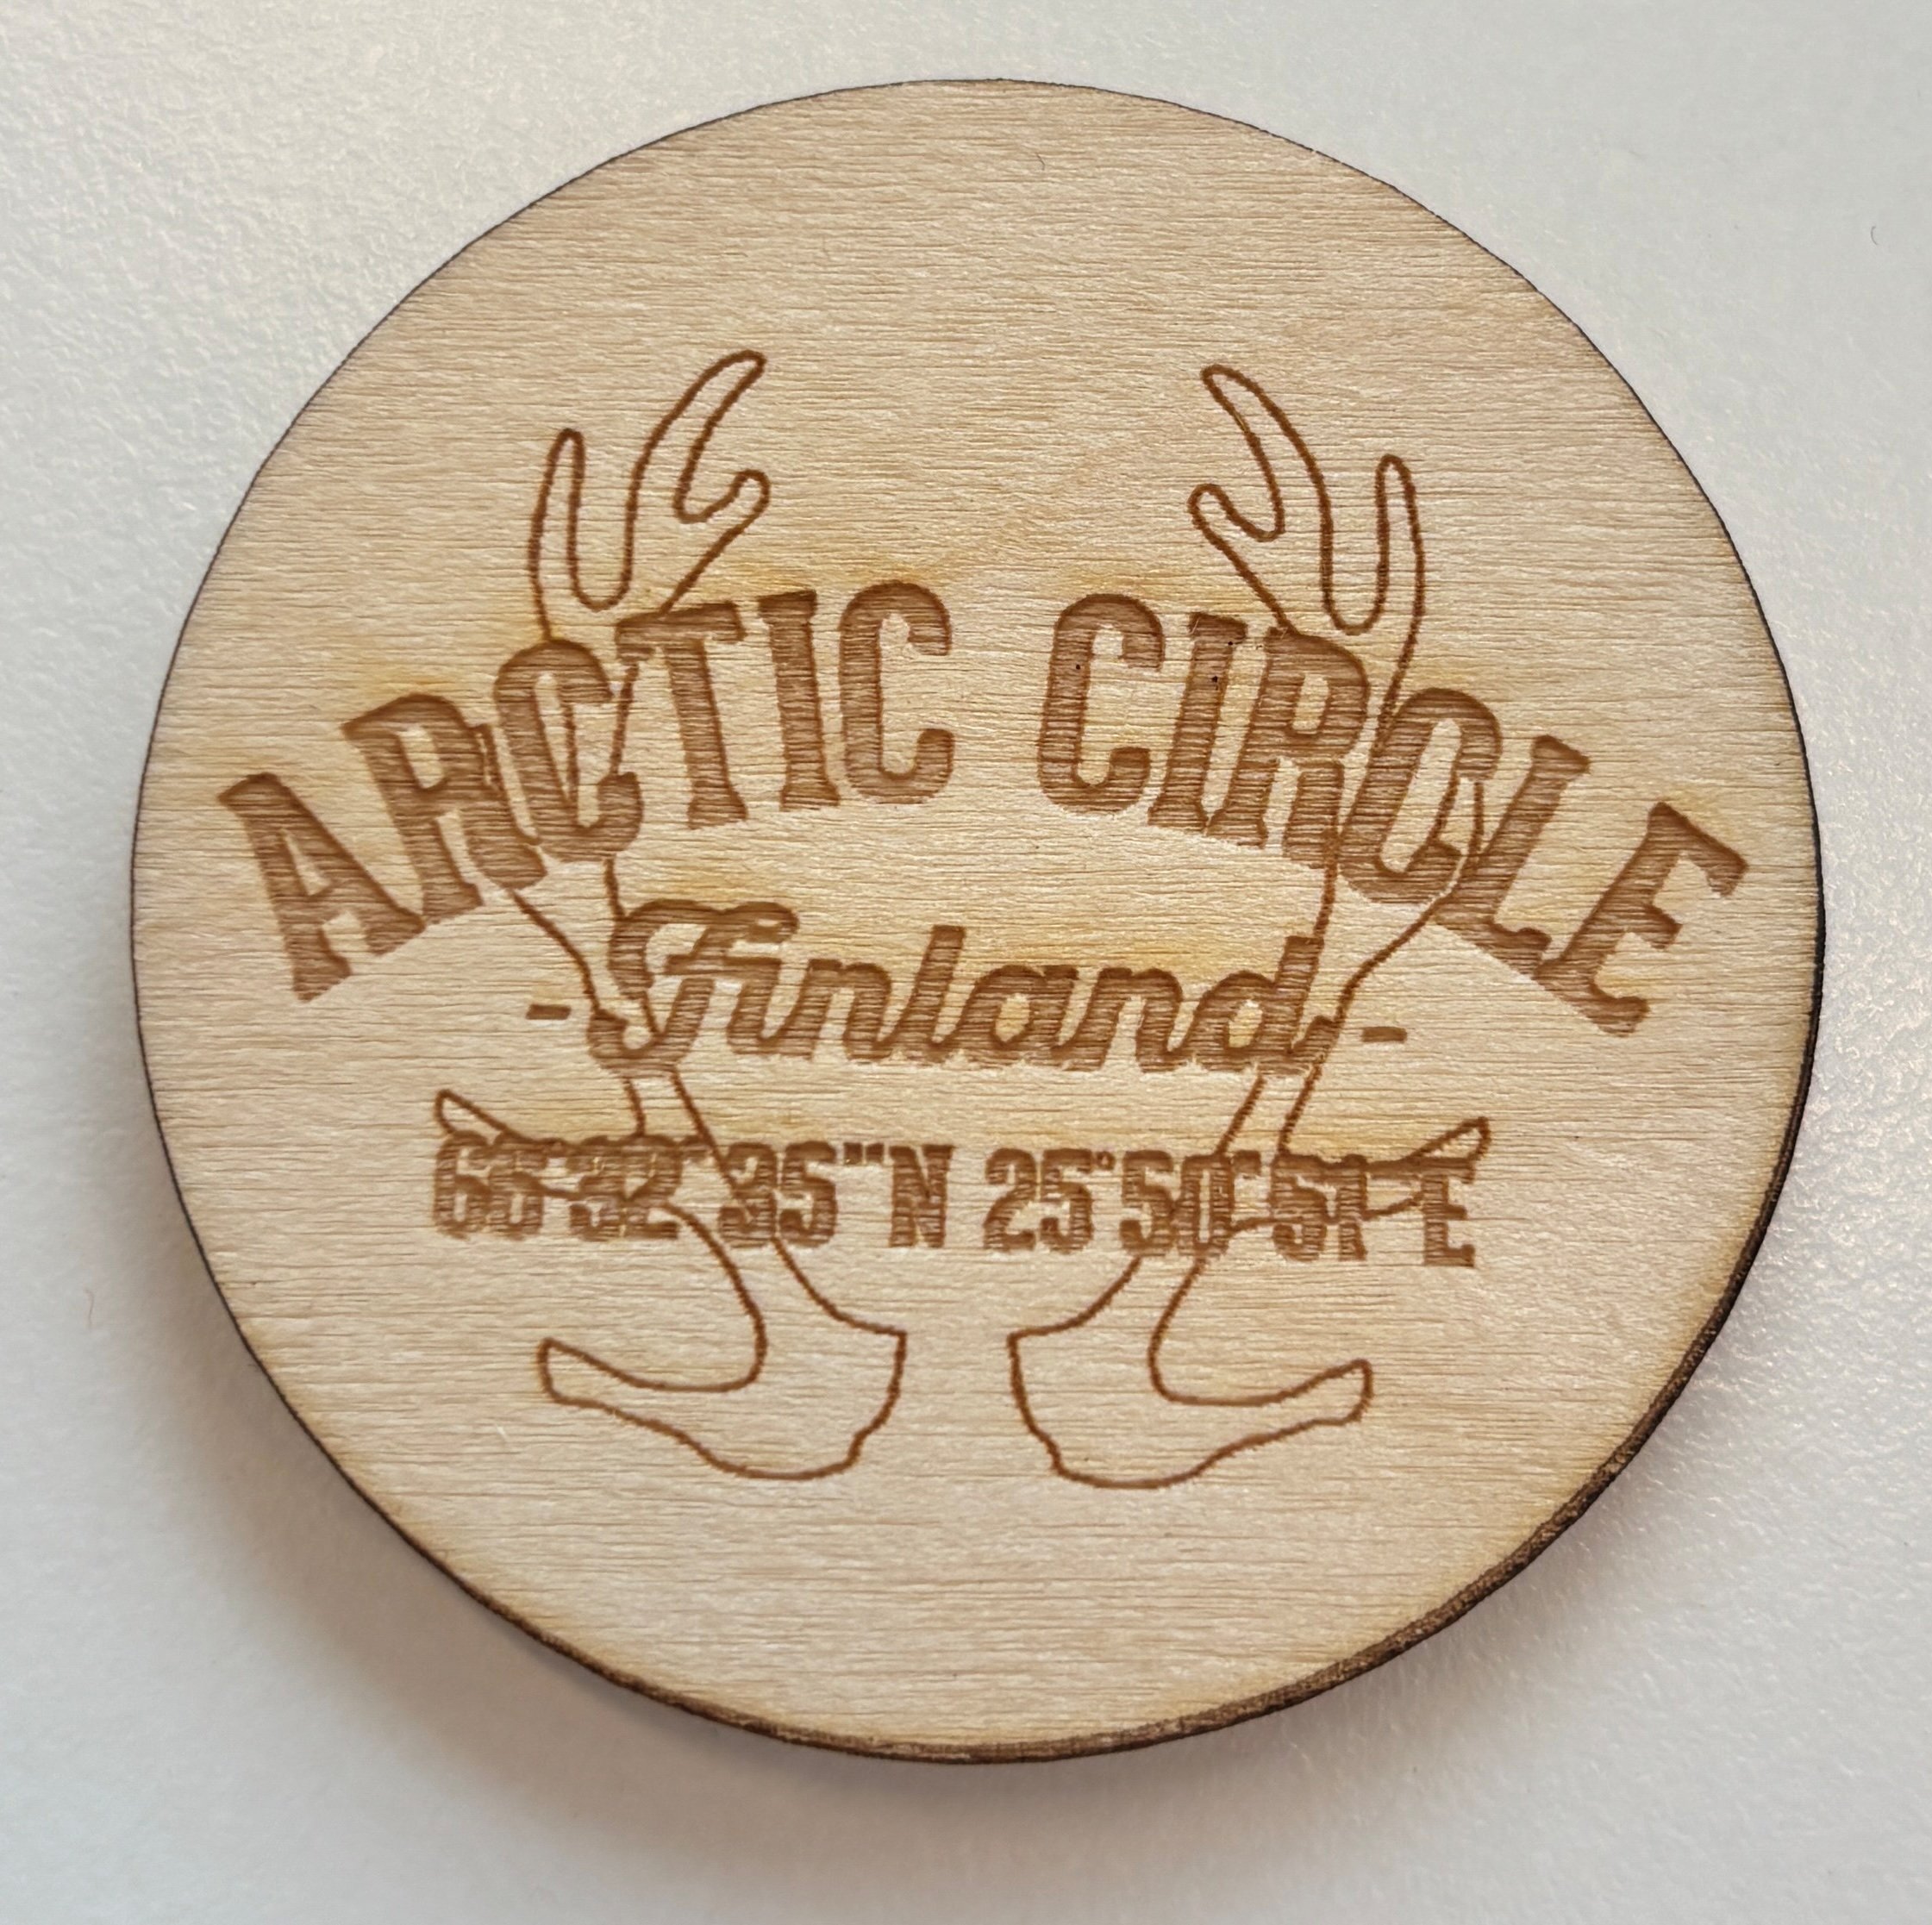 ARCTIC CIRCLE
- Finland -
66°32' 35"N 25°50' 51"E